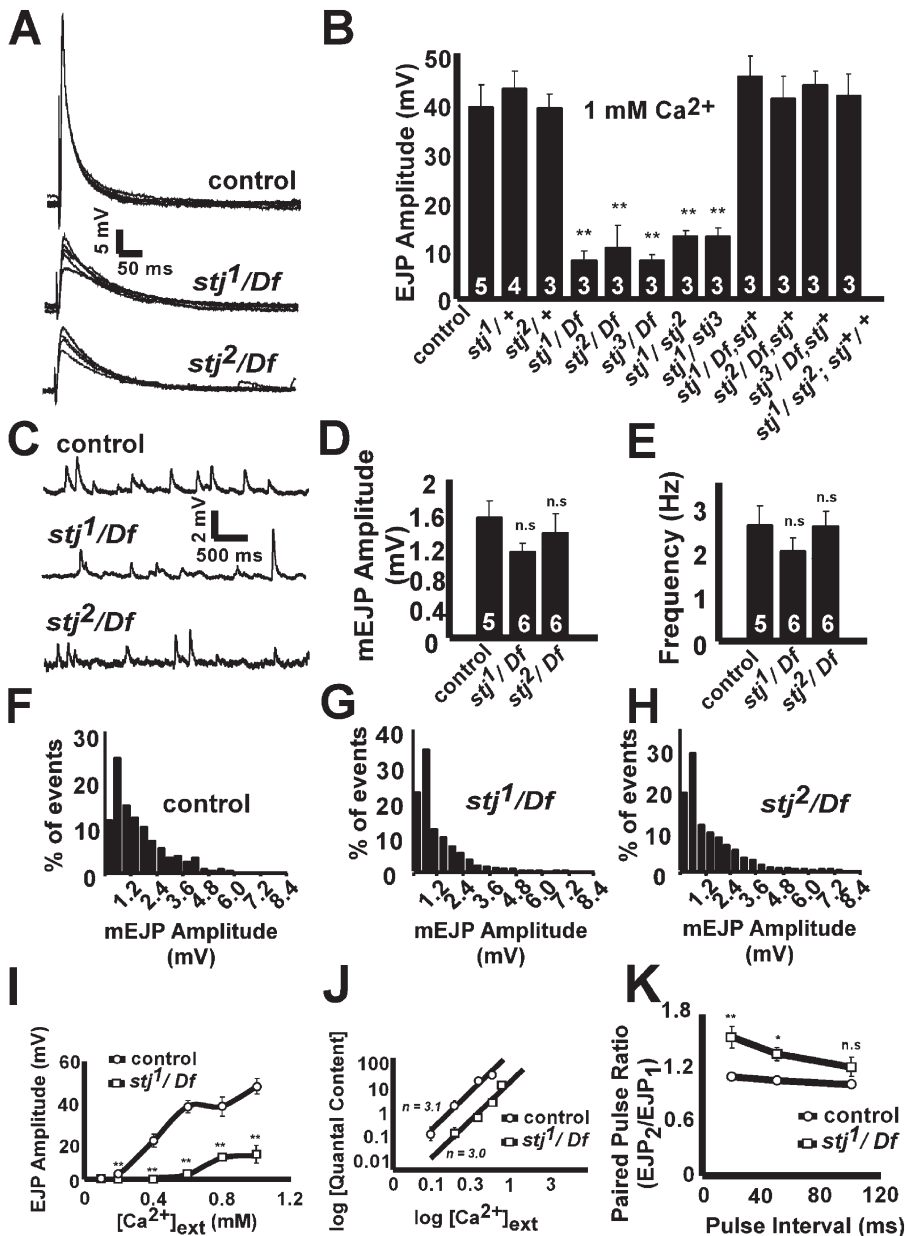 A
control
5 mV
50 ms
stj1/Df
stj2/Df
B
EJP Amplitude (mV)
50
40
30
20
10
0
1 mM Ca2+
** ** ** ** **
5 4 3 3 3 3 3 3 3 3 3 3
control
stj1/+
stj2/+
stj1/Df
stj2/Df
stj3/Df
stj1/stj2
stj1/stj3
stj1/Df,stj+
stj2/Df,stj+
stj3/Df,stj+
stj1/stj2; stj+/+
C
control
stj1/Df
2 mV
500 ms
stj2/Df
D
mEJP Amplitude
(mV)
2
1.6
1.2
0.8
0.4
0
n.s n.s
5 6 6
control
stj1/Df
stj2/Df
E
Frequency (Hz)
3
2
1
0
n.s n.s
5 6 6
control
stj1/Df
stj2/Df
F
% of events
30
20
10
0
control
1.2 2.4 3.6 4.8 6.0 7.2 8.4
mEJP Amplitude
(mV)
G
% of events
40
30
20
10
0
stj1/Df
1.2 2.4 3.6 4.8 6.0 7.2 8.4
mEJP Amplitude
(mV)
H
% of events
30
20
10
0
stj2/Df
1.2 2.4 3.6 4.8 6.0 7.2 8.4
mEJP Amplitude
(mV)
I
EJP Amplitude (mV)
60
40
20
0
control
stj1/Df
** ** ** ** **
0.4 0.8 1.2
[Ca2+]ext (mM)
J
log [Quantal Content]
100
10
1
0.1
0.01
n = 3.1
n = 3.0
control
stj1/Df
0.1 0.3 1 3
log [Ca2+]ext
K
Paired Pulse Ratio
(EJP2/EJP1)
1.8
1.2
0.6
0
** * n.s
control
stj1/Df
0 40 80 120
Pulse Interval (ms)